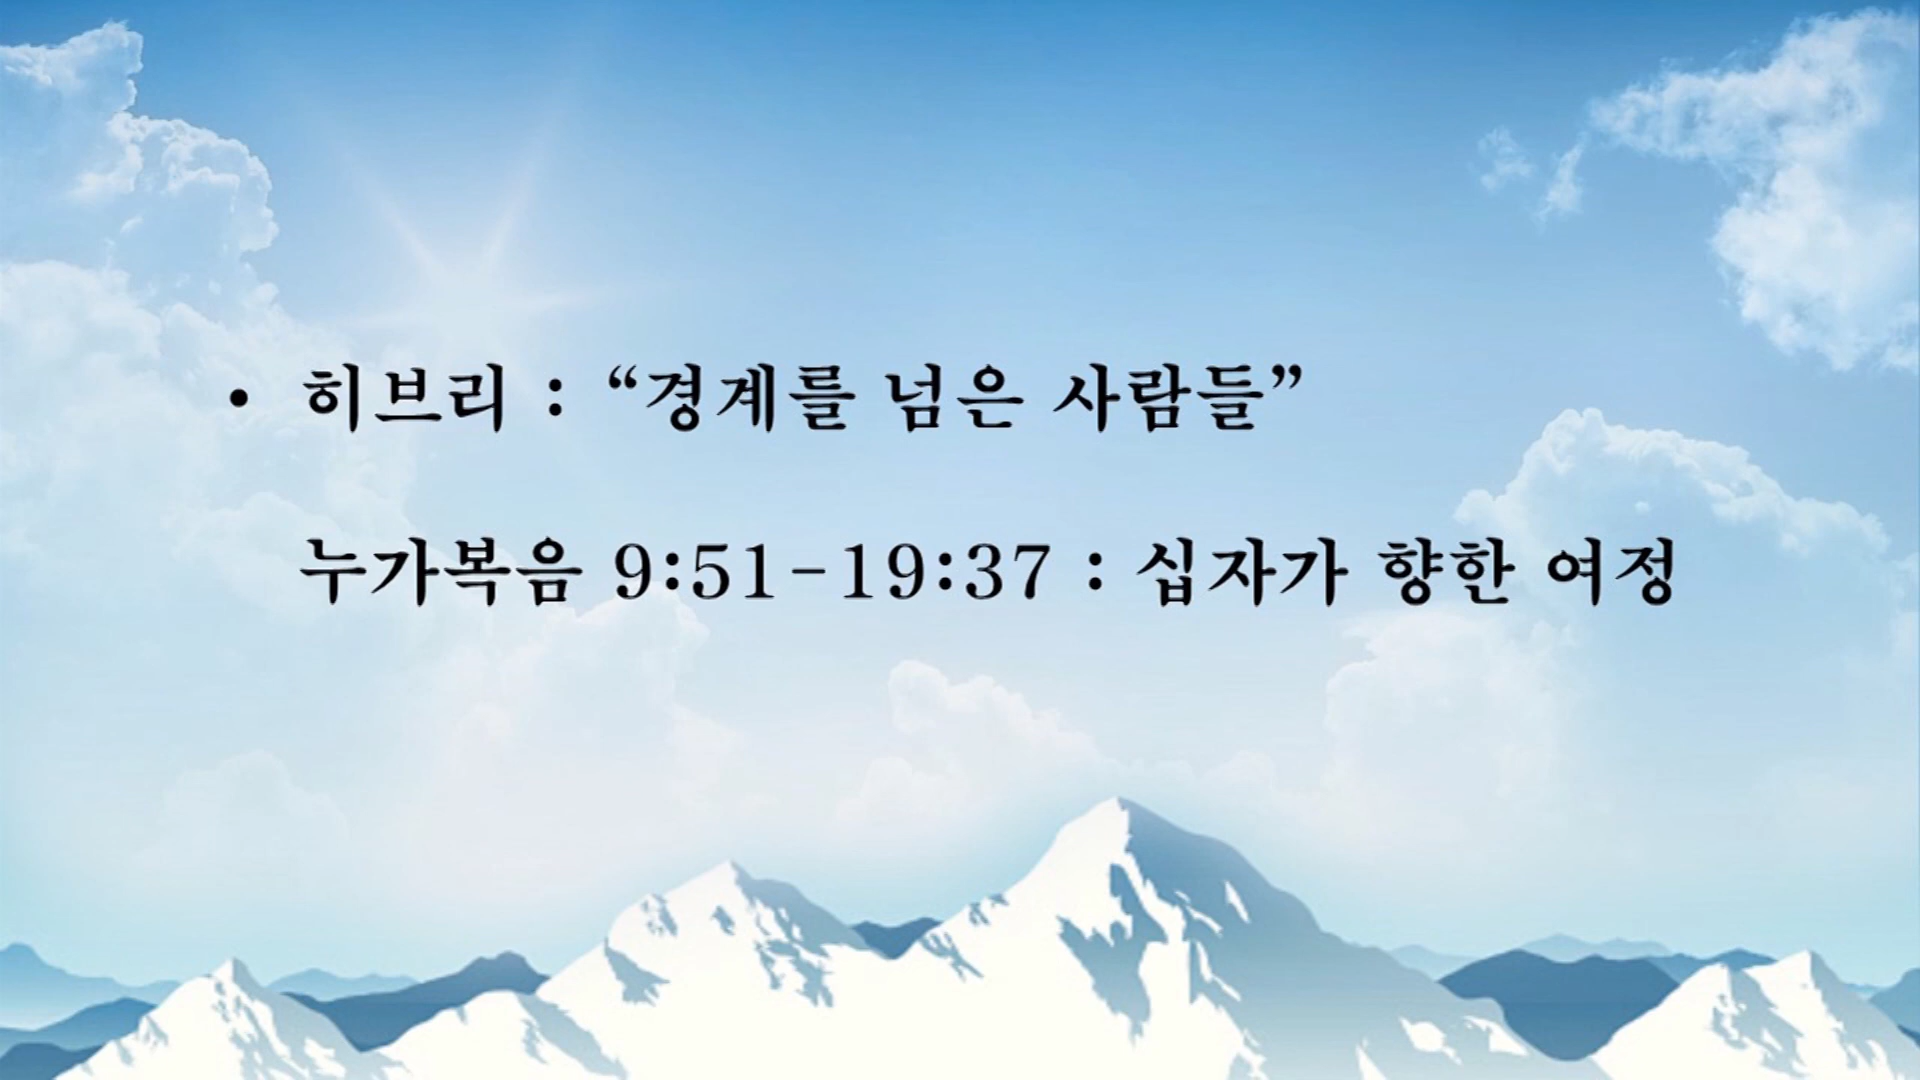 • 히브리 : “경계를 넘은 사람들”
누가복음 9:51-19:37 : 십자가 향한 여정